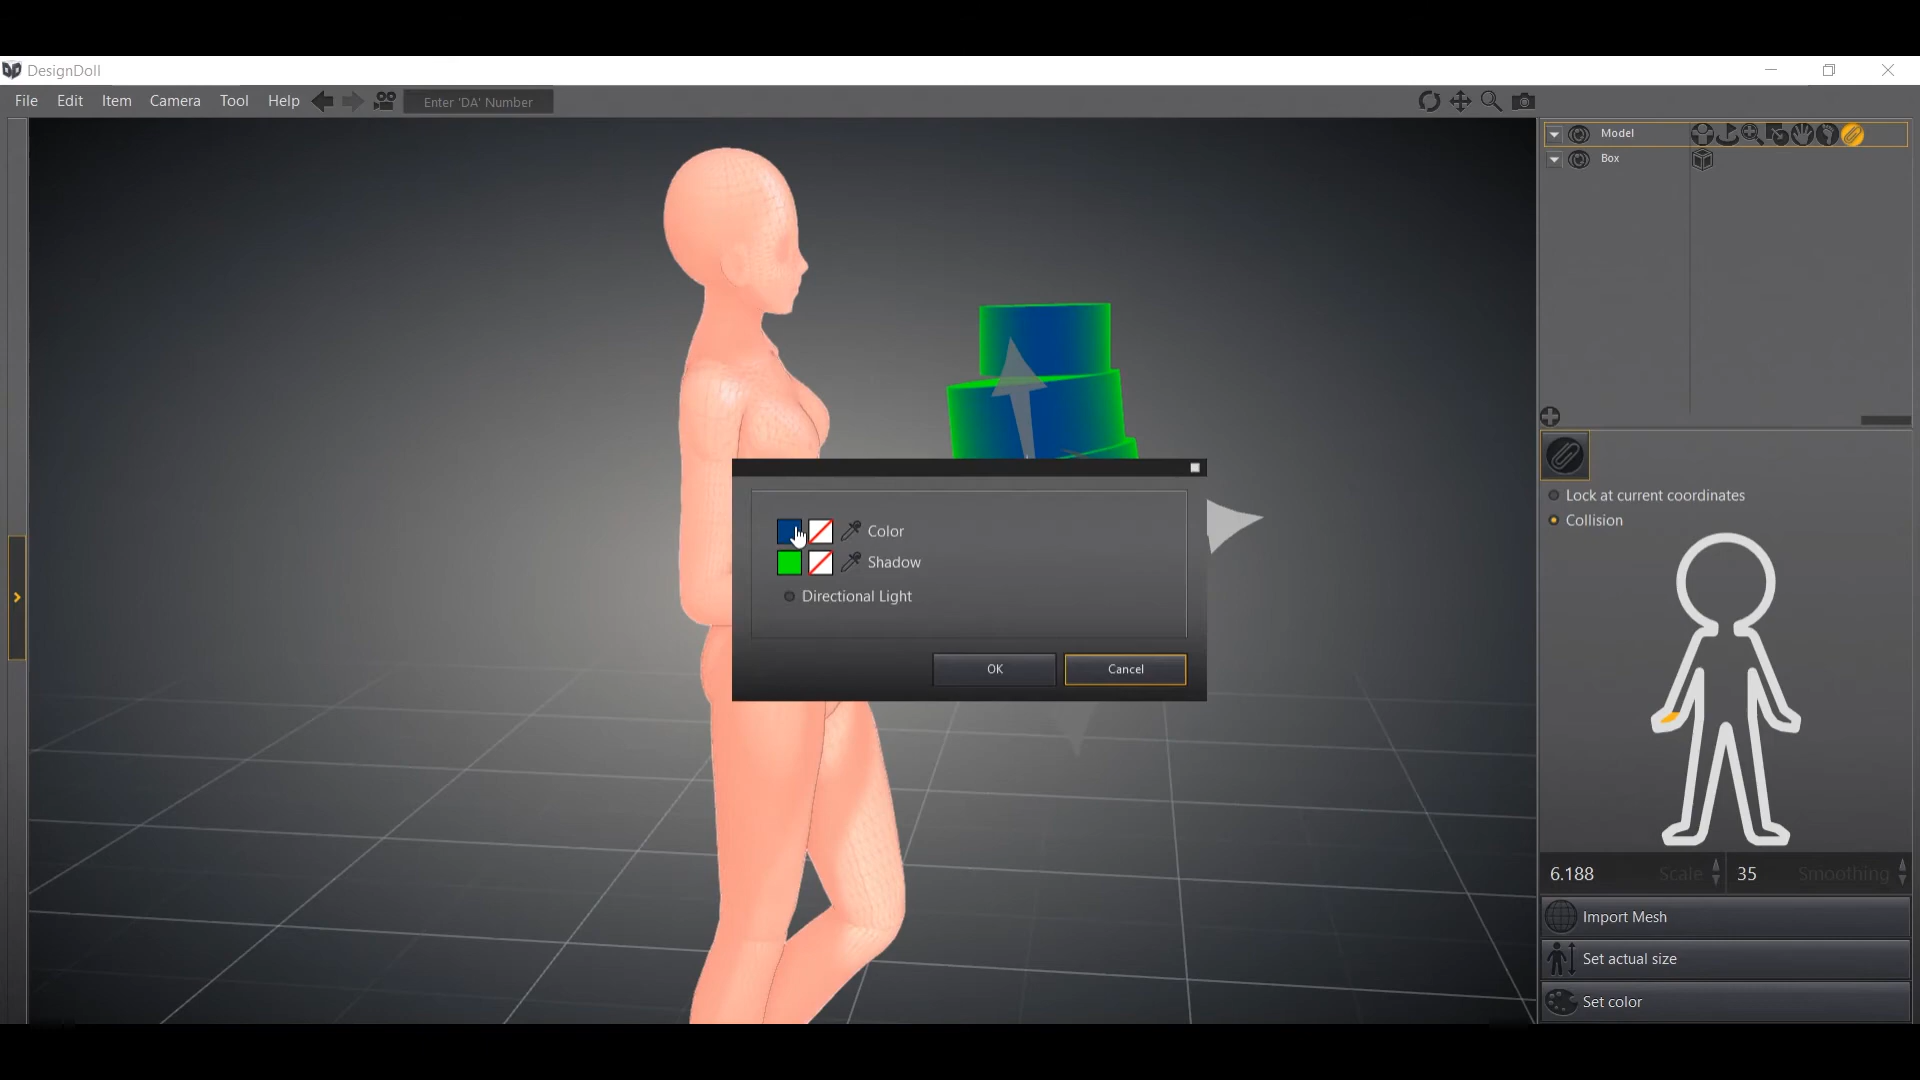 DesignDoll
File Edit Item Camera Tool Help Enter 'DA' Number
Model
Box
Lock at current coordinates
Collision
Color
Shadow
Directional Light
OK Cancel
6.188 Scale 35 Smoothing
Import Mesh
Set actual size
Set color